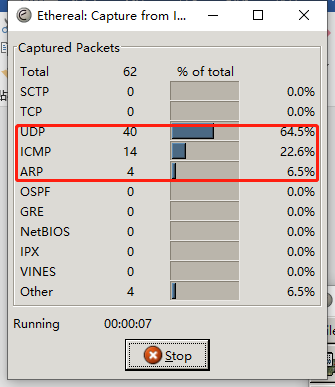 Ethereal: Capture from I...
Captured Packets
Total 62 % of total
SCTP 0 0.0%
TCP 0 0.0%
UDP 40 64.5%
ICMP 14 22.6%
ARP 4 6.5%
OSPF 0 0.0%
GRE 0 0.0%
NetBIOS 0 0.0%
IPX 0 0.0%
VINES 0 0.0%
Other 4 6.5%
Running 00:00:07
Stop